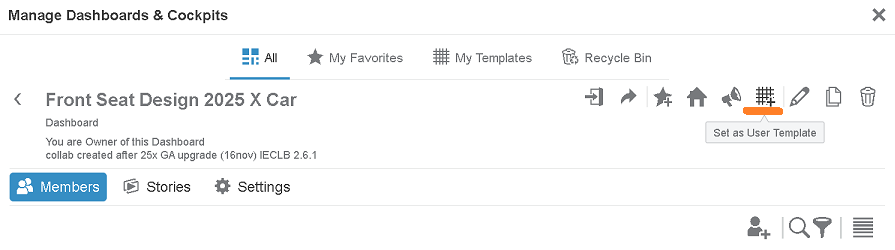 Manage Dashboards & Cockpits
All
My Favorites
My Templates
Recycle Bin
Front Seat Design 2025 X Car
Dashboard
Set as User Template
You are Owner of this Dashboard
collab created after 25x GA upgrade (16nov) IECLB 2.6.1
Members
Stories
Settings